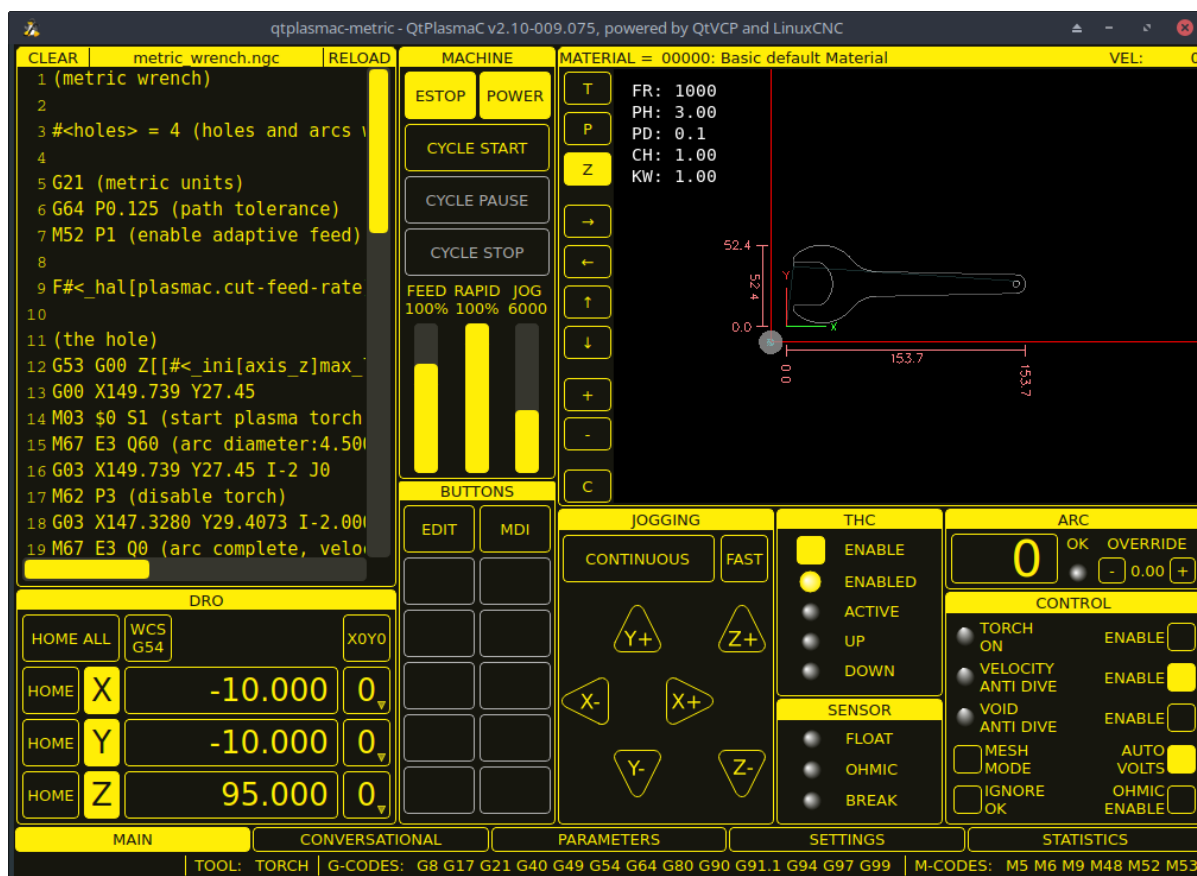 qtplasmac-metric - QtPlasmaC v2.10-009.075, powered by QtVCP and LinuxCNC
CLEAR metric_wrench.ngc RELOAD
1 (metric wrench)
2
3 #<holes> = 4 (holes and arcs
4
5 G21 (metric units)
6 G64 P0.125 (path tolerance)
7 M52 P1 (enable adaptive feed)
8
9 F#<_hal[plasmac.cut-feed-rate
10
11 (the hole)
12 G53 G00 Z[[#<_ini[axis_z]max_
13 G00 X149.739 Y27.45
14 M03 $0 S1 (start plasma torch
15 M67 E3 Q60 (arc diameter:4.500
16 G03 X149.739 Y27.45 I-2 J0
17 M62 P3 (disable torch)
18 G03 X147.3280 Y29.4073 I-2.000
19 M67 E3 Q0 (arc complete, velo
MACHINE
ESTOP POWER
CYCLE START
CYCLE PAUSE
CYCLE STOP
FEED RAPID JOG
100% 100% 6000
BUTTONS
EDIT MDI
MATERIAL = 00000: Basic default Material VEL: 0
T
P
Z
→
←
↑
↓
+
-
C
FR: 1000
PH: 3.00
PD: 0.1
CH: 1.00
KW: 1.00
52.4
52.4
0.0
Y
X
153.7
0.0
153.7
DRO
HOME ALL WCS G54 X0Y0
HOME X -10.000 0
HOME Y -10.000 0
HOME Z 95.000 0
JOGGING
CONTINUOUS FAST
Y+ Z+
X- X+
Y- Z-
THC
ENABLE
ENABLED
ACTIVE
UP
DOWN
SENSOR
FLOAT
OHMIC
BREAK
ARC
0 OK OVERRIDE
- 0.00 +
CONTROL
TORCH ON ENABLE
VELOCITY ANTI DIVE ENABLE
VOID ANTI DIVE ENABLE
MESH MODE AUTO VOLTS
IGNORE OK OHMIC ENABLE
MAIN CONVERSATIONAL PARAMETERS SETTINGS STATISTICS
TOOL: TORCH G-CODES: G8 G17 G21 G40 G49 G54 G64 G80 G90 G91.1 G94 G97 G99 M-CODES: M5 M6 M9 M48 M52 M53